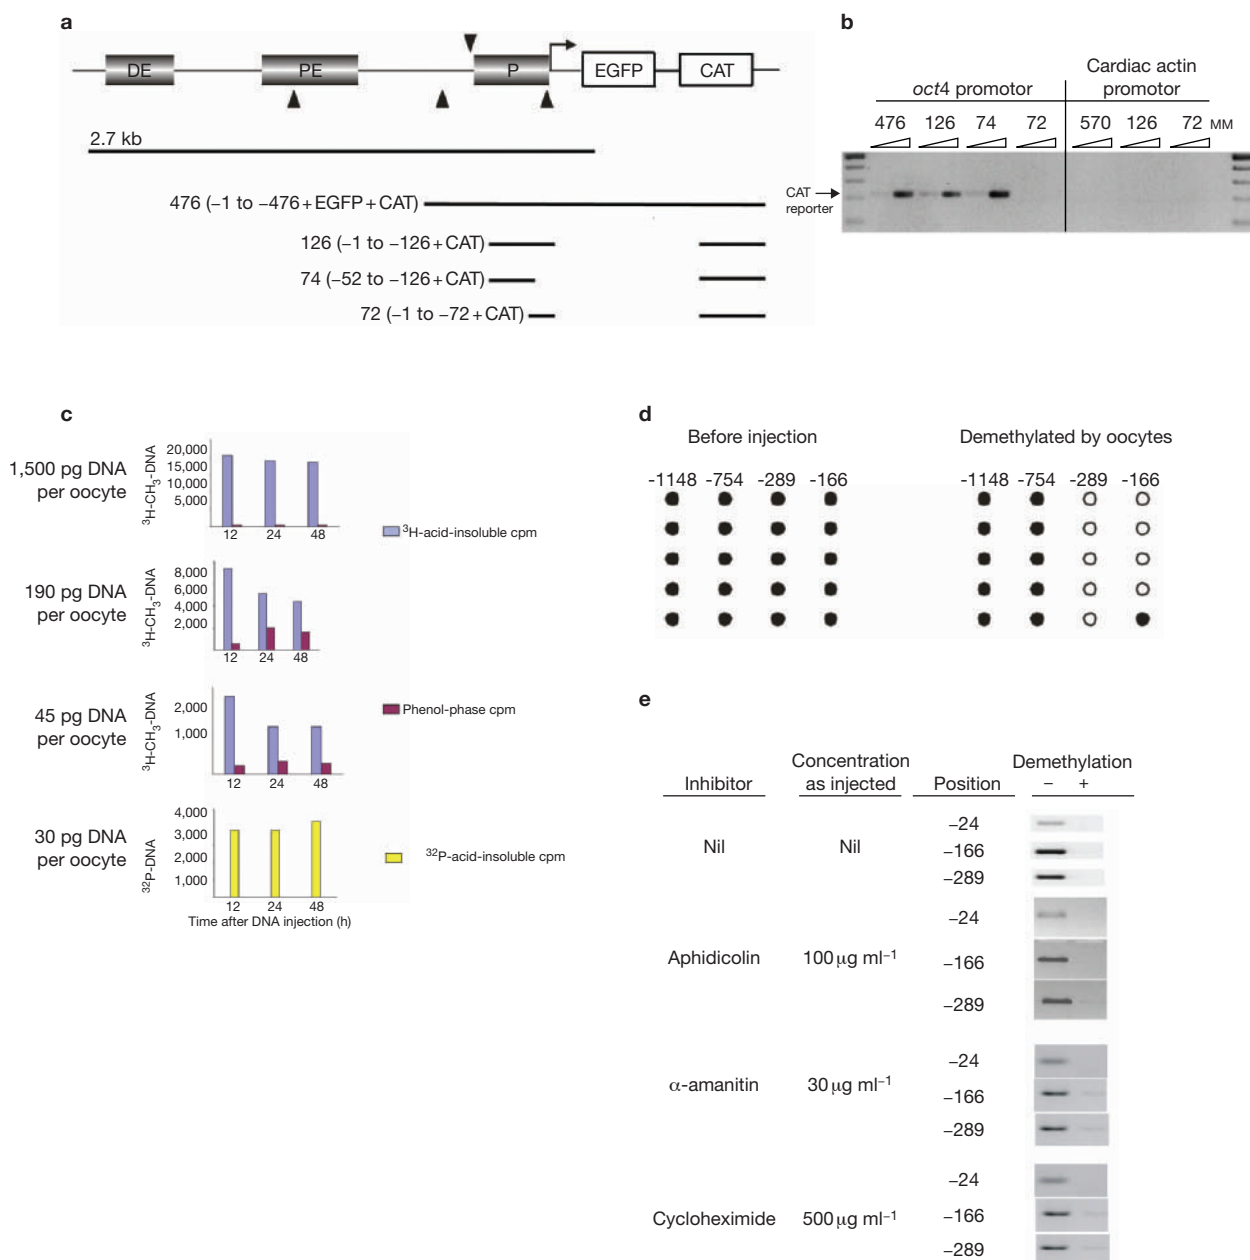 a
DE PE P EGFP CAT
2.7 kb
476 (−1 to −476 + EGFP + CAT)
126 (−1 to −126 + CAT)
74 (−52 to −126 + CAT)
72 (−1 to −72 + CAT)
b
oct4 promotor
Cardiac actin
promotor
476 126 74 72 570 126 72 MM
CAT
reporter
c
1,500 pg DNA
per oocyte
³H-CH₃-DNA
20,000
15,000
10,000
5,000
12 24 48
³H-acid-insoluble cpm
190 pg DNA
per oocyte
³H-CH₃-DNA
8,000
6,000
4,000
2,000
12 24 48
45 pg DNA
per oocyte
³H-CH₃-DNA
2,000
1,000
12 24 48
Phenol-phase cpm
30 pg DNA
per oocyte
³²P-DNA
4,000
3,000
2,000
1,000
12 24 48
Time after DNA injection (h)
³²P-acid-insoluble cpm
d
Before injection
-1148 -754 -289 -166
Demethylated by oocytes
-1148 -754 -289 -166
e
Inhibitor
Concentration
as injected
Position
Demethylation
− +
Nil Nil
−24
−166
−289
Aphidicolin 100 µg ml⁻¹
−24
−166
−289
α-amanitin 30 µg ml⁻¹
−24
−166
−289
Cycloheximide 500 µg ml⁻¹
−24
−166
−289